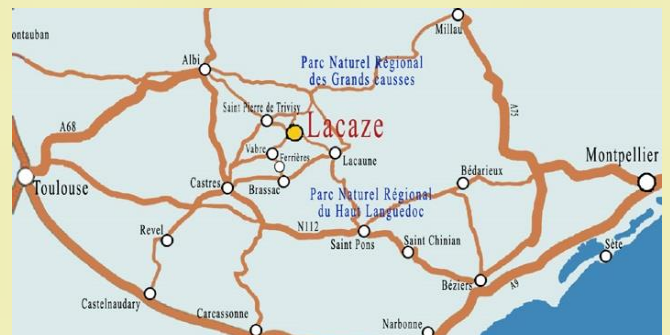 Millau
ontauban
Albi
Parc Naturel Régional
des Grands causses
Saint Pierre de Trivisy
A75
A68
Lacaze
Vabre
Ferrières
Lacaune
Montpellier
Toulouse
Castres
Brassac
Bédarieux
Parc Naturel Régional
du Haut Languedoc
Revel
N112
Saint Pons
Saint Chinian
Sète
Béziers
A9
Castelnaudary
Carcassonne
Narbonne